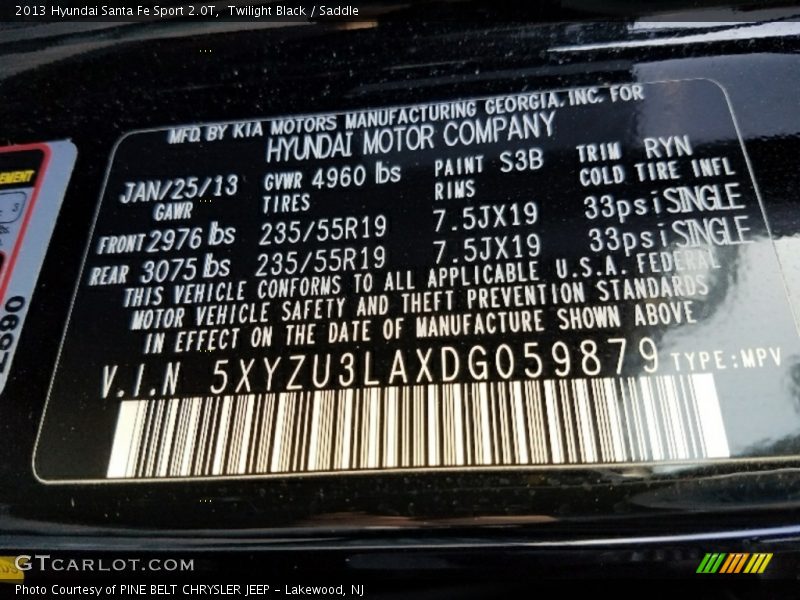 2013 Hyundai Santa Fe Sport 2.0T,  Twilight Black / Saddle
MFD. BY KIA MOTORS MANUFACTURING GEORGIA, INC. FOR
HYUNDAI MOTOR COMPANY
JAN/25/13 GVWR 4960 lbs PAINT S3B TRIM RYN
GAWR TIRES RIMS COLD TIRE INFL
FRONT 2976 lbs 235/55R19 7.5JX19 33psi SINGLE
REAR 3075 lbs 235/55R19 7.5JX19 33psi SINGLE
THIS VEHICLE CONFORMS TO ALL APPLICABLE U.S.A. FEDERAL
MOTOR VEHICLE SAFETY AND THEFT PREVENTION STANDARDS
IN EFFECT ON THE DATE OF MANUFACTURE SHOWN ABOVE
V.I.N 5XYZU3LAXDG059879 TYPE:MPV
GTCARLOT.COM
Photo Courtesy of PINE BELT CHRYSLER JEEP - Lakewood, NJ